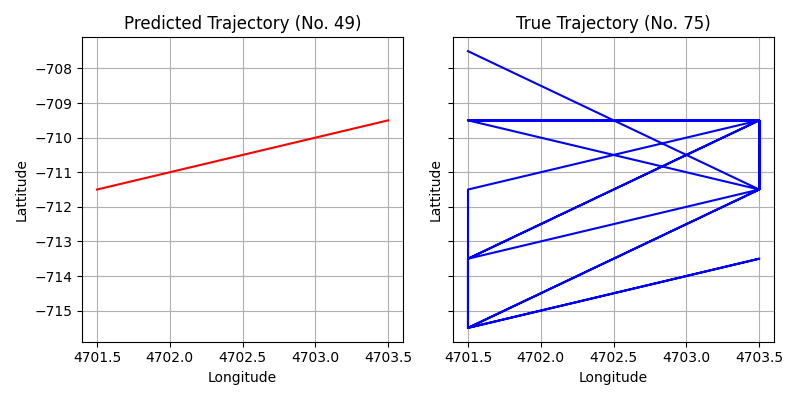 Predicted Trajectory (No. 49)
True Trajectory (No. 75)
Lattitude
−708
−709
−710
−711
−712
−713
−714
−715
4701.5 4702.0 4702.5 4703.0 4703.5
Longitude
Lattitude
4701.5 4702.0 4702.5 4703.0 4703.5
Longitude